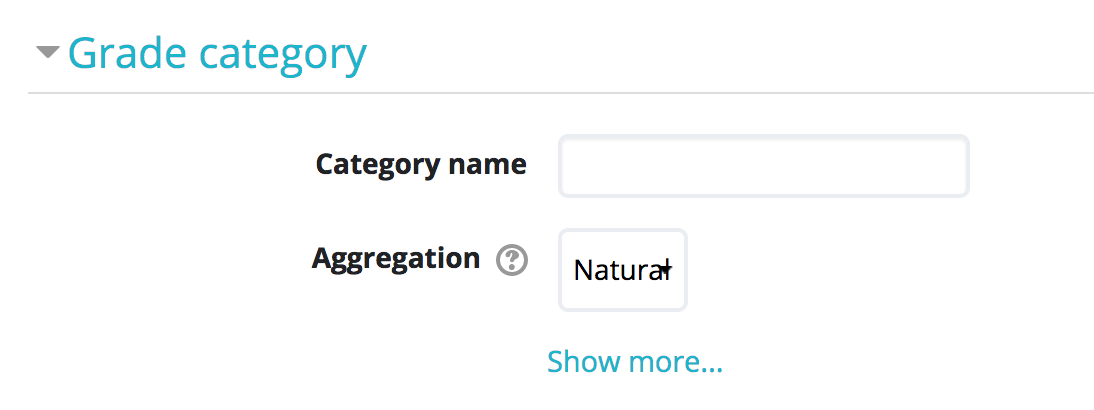 Grade category
Category name
Aggregation
Natural
Show more...